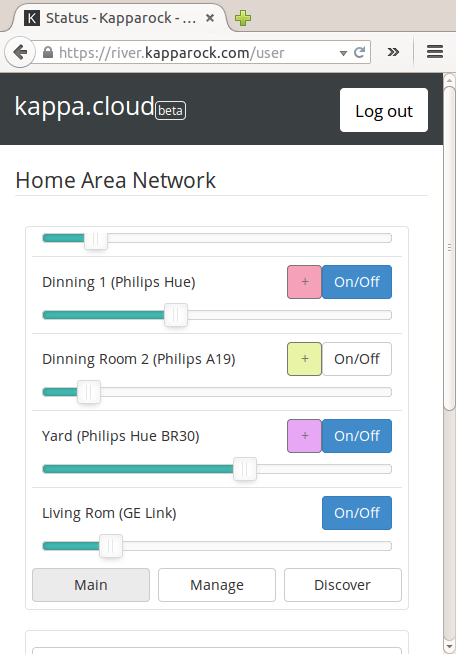 K Status - Kapparock - ...
https://river.kapparock.com/user
kappa.cloud beta
Log out
Home Area Network
Dinning 1 (Philips Hue)
+
On/Off
Dinning Room 2 (Philips A19)
+
On/Off
Yard (Philips Hue BR30)
+
On/Off
Living Rom (GE Link)
On/Off
Main
Manage
Discover